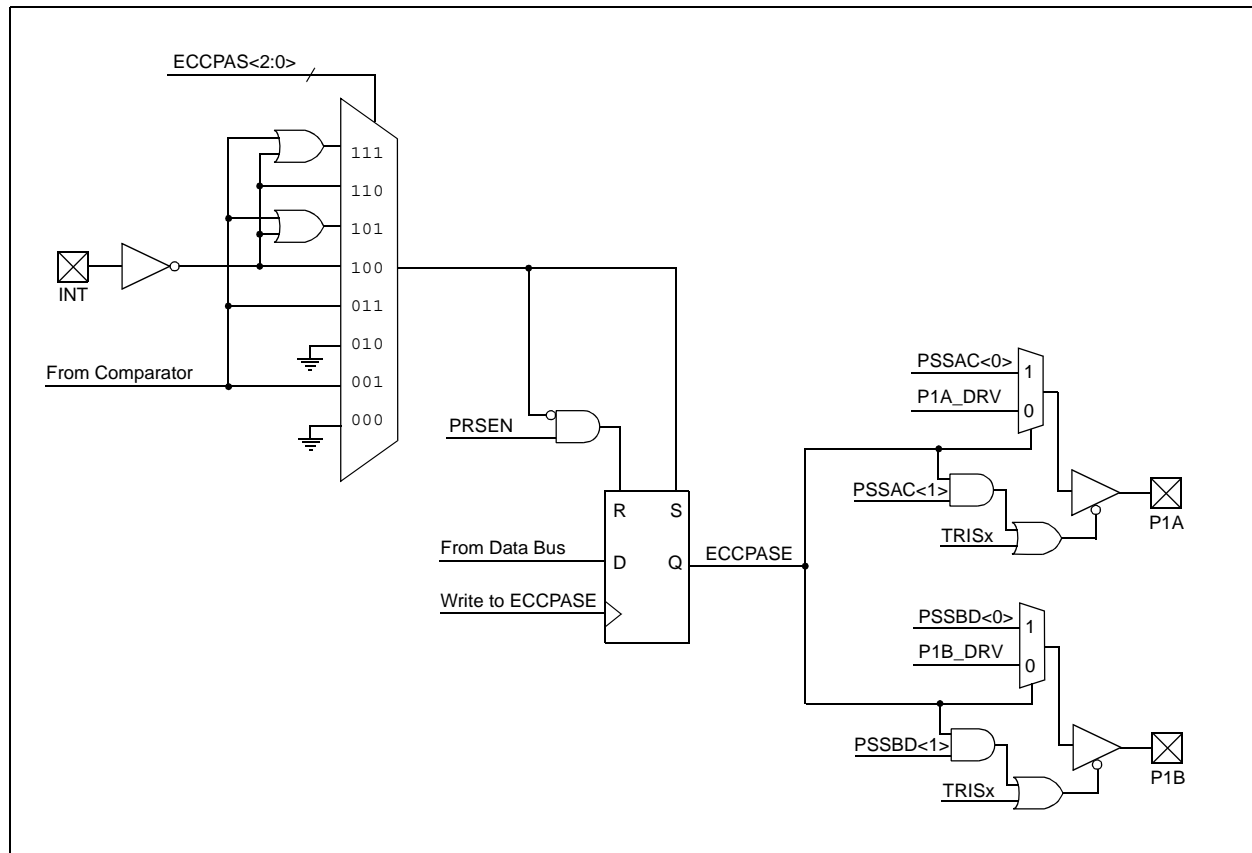 ECCPAS<2:0>
111
110
101
100
INT
011
010
From Comparator
001
000
PRSEN
R
S
From Data Bus
D
Q
ECCPASE
Write to ECCPASE
PSSAC<0>
1
P1A_DRV
0
PSSAC<1>
P1A
TRISx
PSSBD<0>
1
P1B_DRV
0
PSSBD<1>
P1B
TRISx